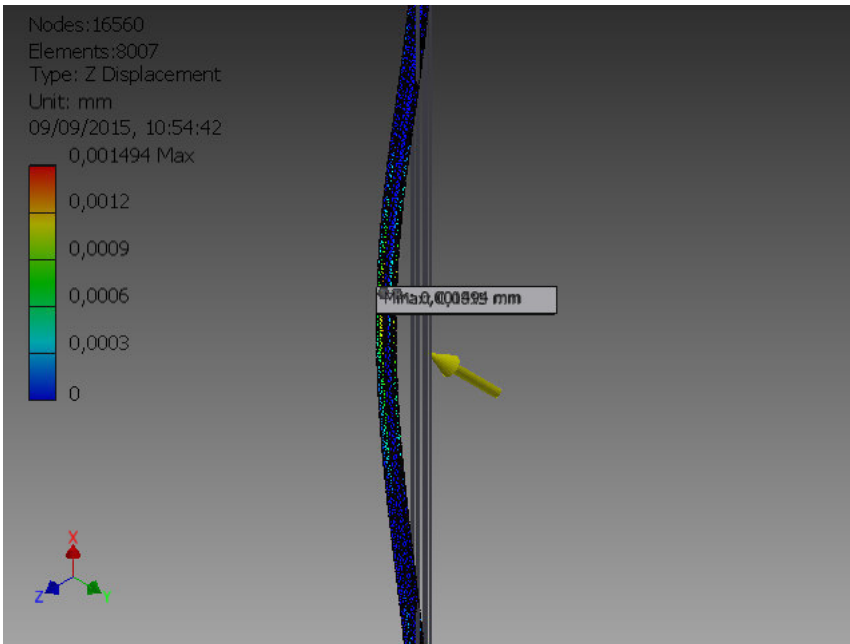 Nodes:16560
Elements:8007
Type: Z Displacement
Unit: mm
09/09/2015, 10:54:42
0,001494 Max
0,0012
0,0009
0,0006
0,0003
0
mm
X
Z
Y